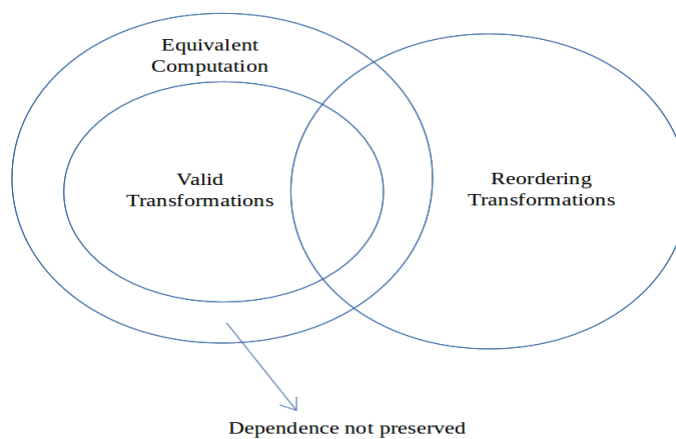 Equivalent
Computation
Valid
Transformations
Reordering
Transformations
Dependence not preserved